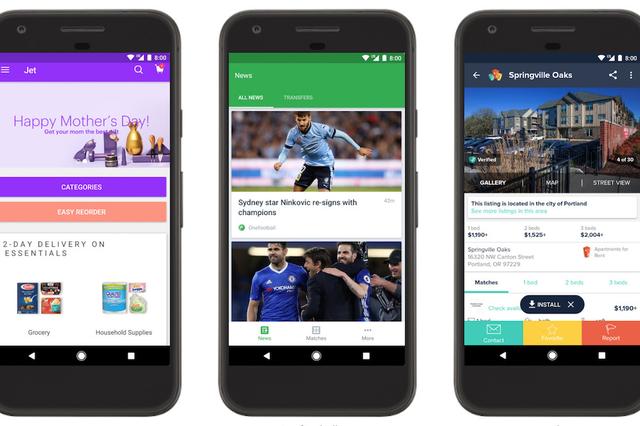 8:00
Jet
Happy Mother's Day!
Get your mom the best gift
CATEGORIES
EASY REORDER
2-DAY DELIVERY ON
ESSENTIALS
Grocery
Household Supplies
8:00
News
ALL NEWS
TRANSFERS
Sydney star Ninkovic re-signs with
champions
42m
Onefootball
YOKOHAMA
News
Matches
More
8:00
Springville Oaks
Verified
4 of 30
GALLERY
MAP
STREET VIEW
This listing is located in the city of Portland
See more listings in this area
1 bed
2 beds
3 beds
$1,190+
$1,525+
$2,004+
Springville Oaks
16320 NW Canton Street
Portland, OR 97229
Apartments for
Rent
Matches
1 bed
2 beds
3 beds
Check avail
INSTALL
$1,190+
Contact
Favorite
Report